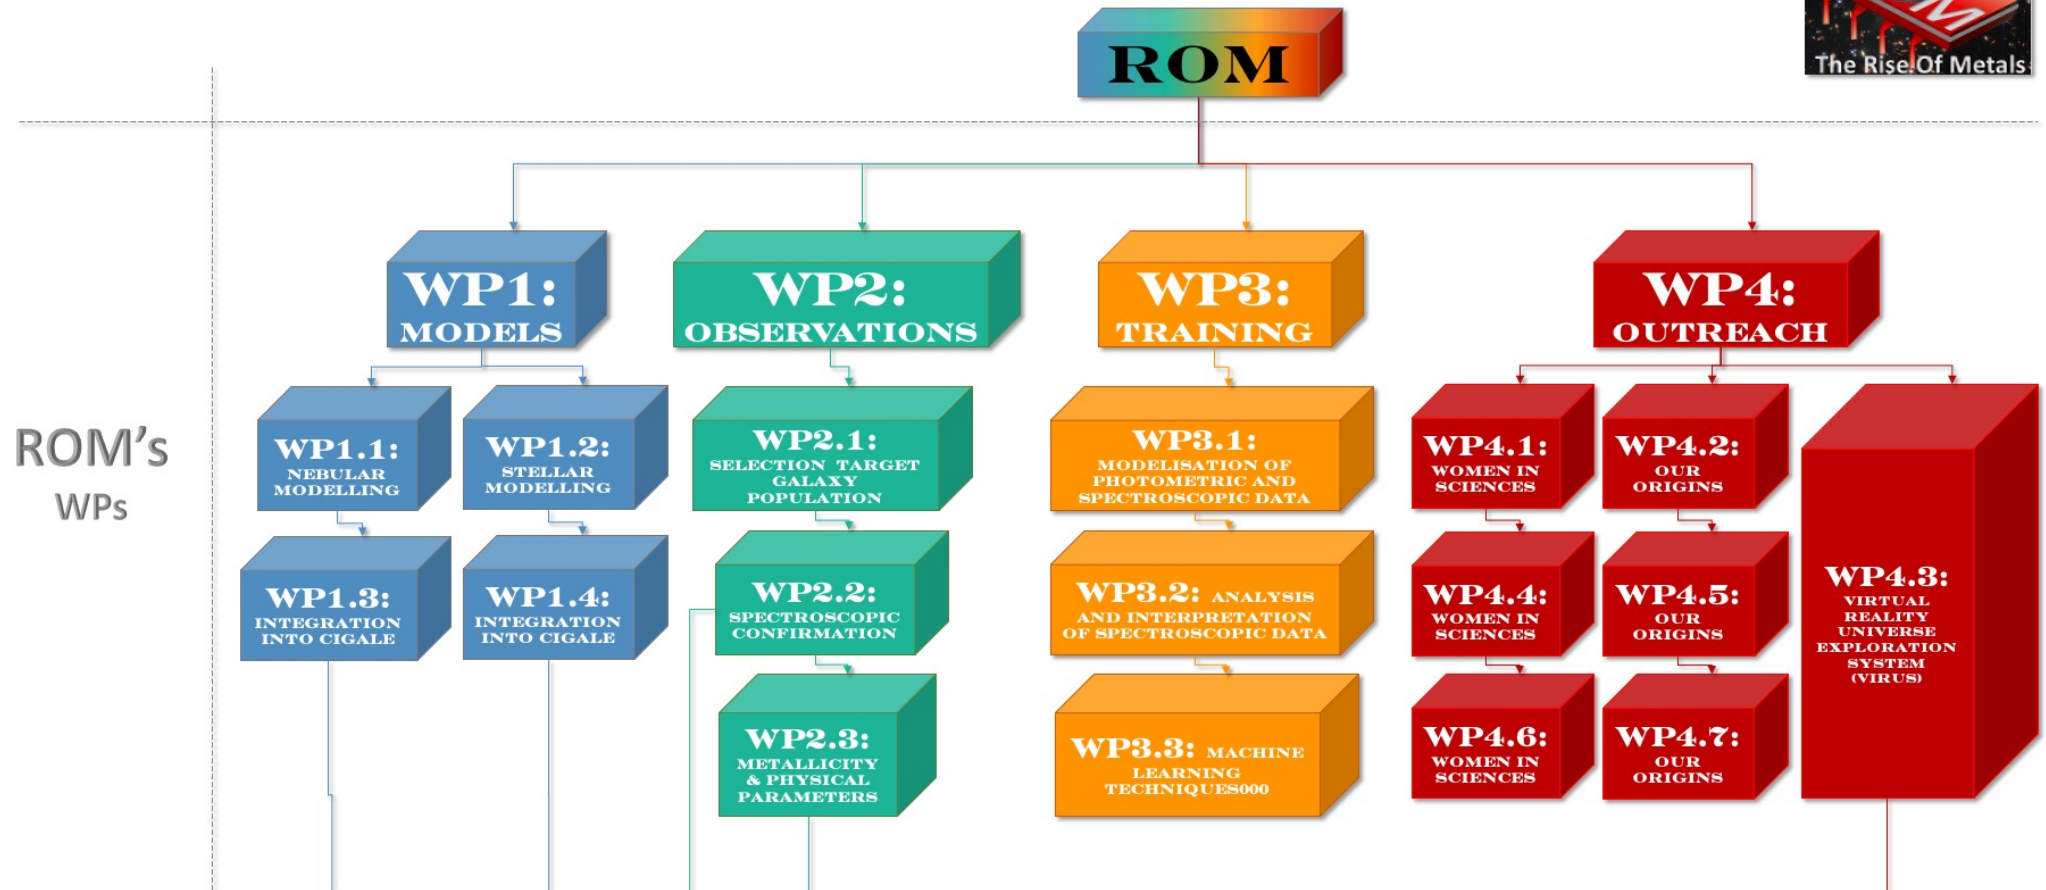 ROM
M
The Rise Of Metals
WP1:
MODELS
WP2:
OBSERVATIONS
WP3:
TRAINING
WP4:
OUTREACH
ROM's
WPs
WP1.1:
NEBULAR
MODELLING
WP1.2:
STELLAR
MODELLING
WP2.1:
SELECTION TARGET
GALAXY
POPULATION
WP3.1:
MODELISATION OF
PHOTOMETRIC AND
SPECTROSCOPIC DATA
WP4.1:
WOMEN IN
SCIENCES
WP4.2:
OUR
ORIGINS
WP4.3:
VIRTUAL
REALITY
UNIVERSE
EXPLORATION
SYSTEM
(VIRUS)
WP1.3:
INTEGRATION
INTO CIGALE
WP1.4:
INTEGRATION
INTO CIGALE
WP2.2:
SPECTROSCOPIC
CONFIRMATION
WP3.2: ANALYSIS
AND INTERPRETATION
OF SPECTROSCOPIC DATA
WP4.4:
WOMEN IN
SCIENCES
WP4.5:
OUR
ORIGINS
WP2.3:
METALLICITY
& PHYSICAL
PARAMETERS
WP3.3: MACHINE
LEARNING
TECHNIQUES000
WP4.6:
WOMEN IN
SCIENCES
WP4.7:
OUR
ORIGINS